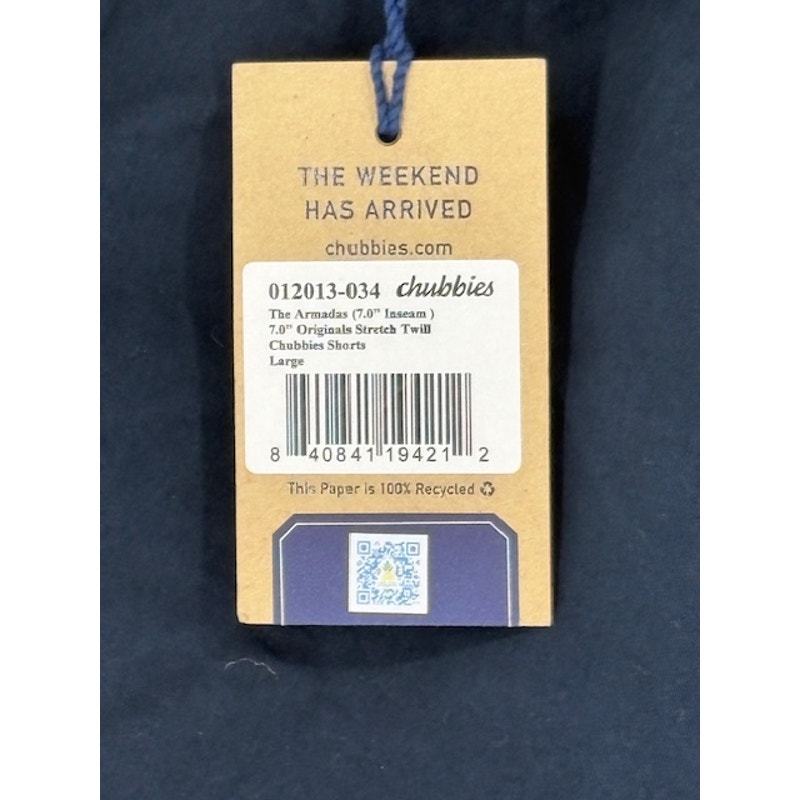 THE WEEKEND
HAS ARRIVED
chubbies.com
012013-034 chubbies
The Armadas (7.0" Inseam )
7.0" Originals Stretch Twill
Chubbies Shorts
Large
8 40841 19421 2
This Paper is 100% Recycled